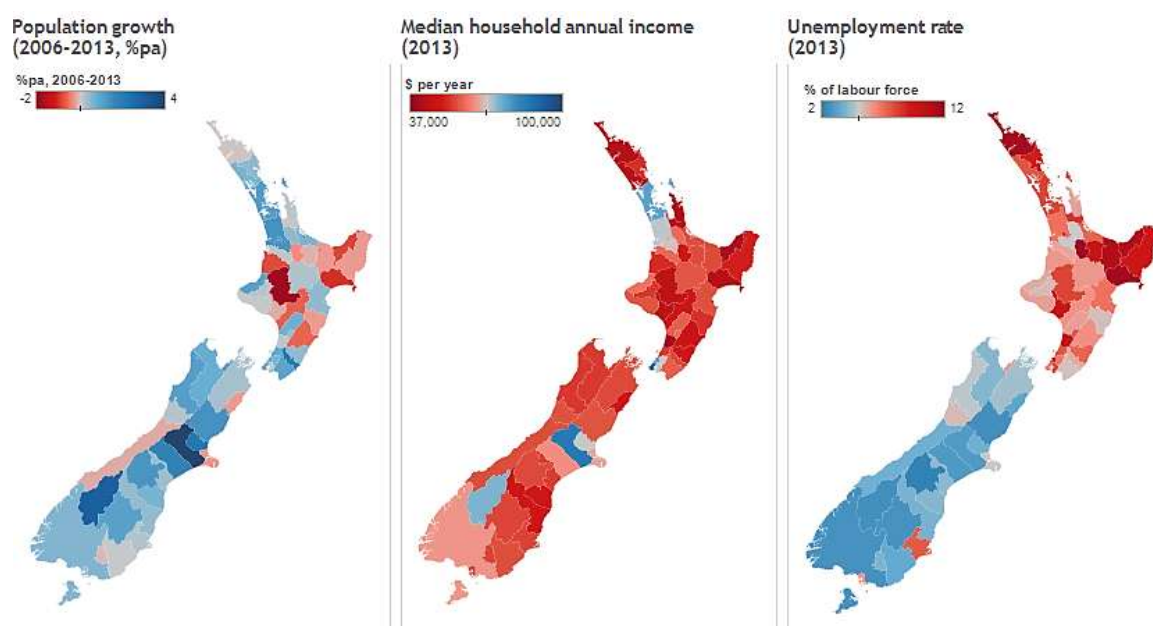 Population growth
(2006-2013, %pa)
%pa, 2006-2013
-2 4
Median household annual income
(2013)
$ per year
37,000 100,000
Unemployment rate
(2013)
% of labour force
2 12